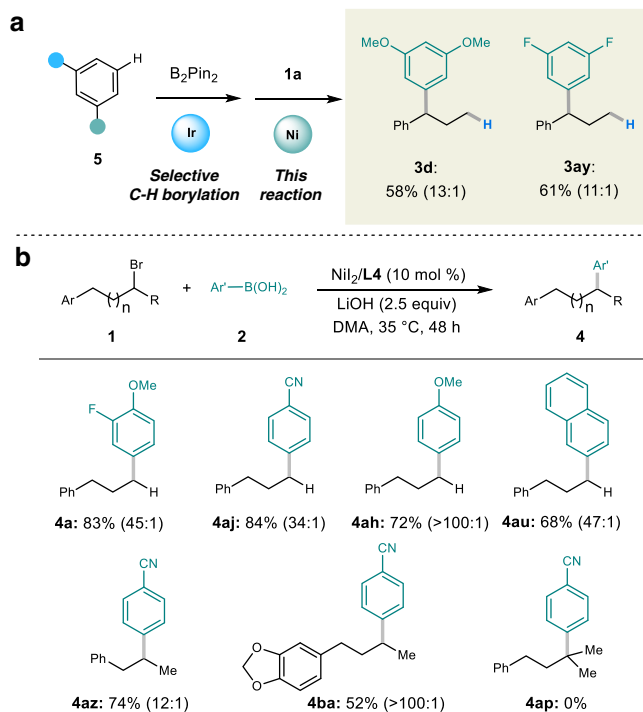 a
H
5
B2Pin2
Ir
Selective
C-H borylation
1a
Ni
This
reaction
MeO OMe
Ph H
3d:
58% (13:1)
F F
Ph H
3ay:
61% (11:1)
b
Br
Ar ( )n R
1
+
Ar'—B(OH)2
2
NiI2/L4 (10 mol %)
LiOH (2.5 equiv)
DMA, 35 °C, 48 h
Ar'
Ar ( )n R
4
OMe
F
Ph H
4a: 83% (45:1)
CN
Ph H
4aj: 84% (34:1)
OMe
Ph H
4ah: 72% (>100:1)
Ph H
4au: 68% (47:1)
CN
Ph Me
4az: 74% (12:1)
CN
O
O
Me
4ba: 52% (>100:1)
CN
Ph Me
Me
4ap: 0%